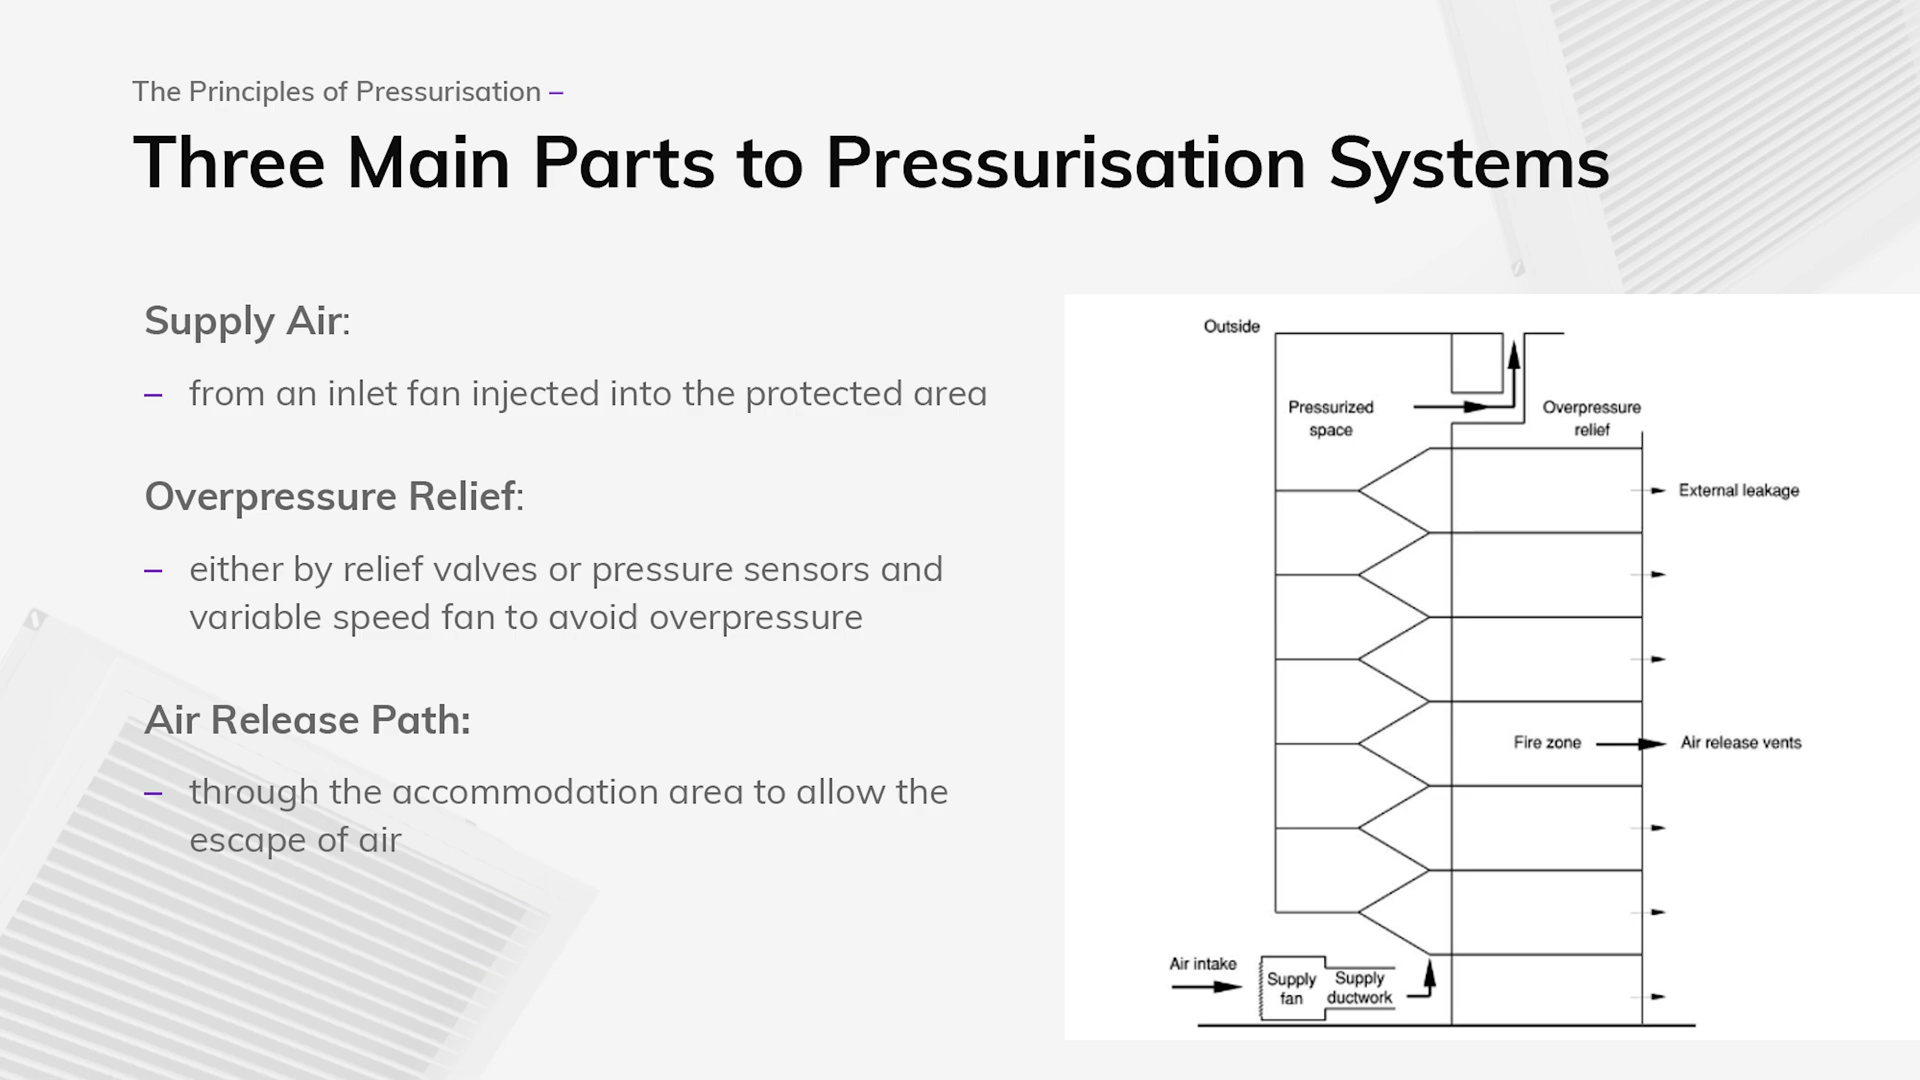 The Principles of Pressurisation –
Three Main Parts to Pressurisation Systems
Supply Air:
– from an inlet fan injected into the protected area
Overpressure Relief:
– either by relief valves or pressure sensors and
variable speed fan to avoid overpressure
Air Release Path:
– through the accommodation area to allow the
escape of air
Outside
Pressurized
space
Overpressure
relief
External leakage
Fire zone
Air release vents
Air intake
Supply
fan
Supply
ductwork